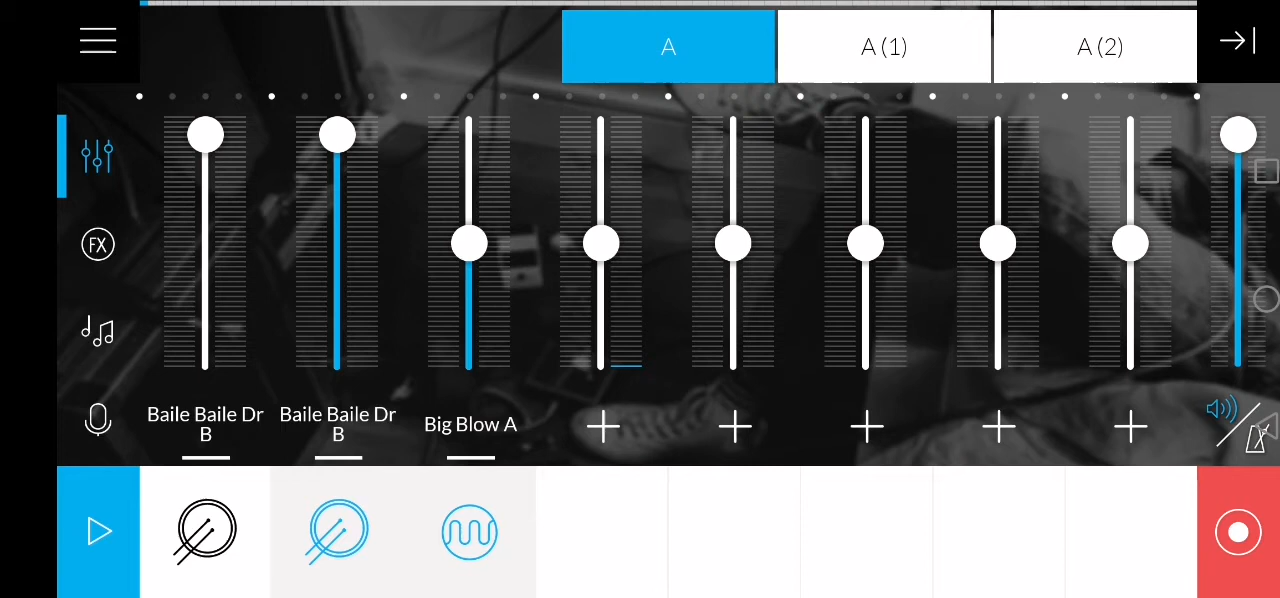 A
A (1)
A (2)
FX
Baile Baile Dr
B
Baile Baile Dr
B
Big Blow A